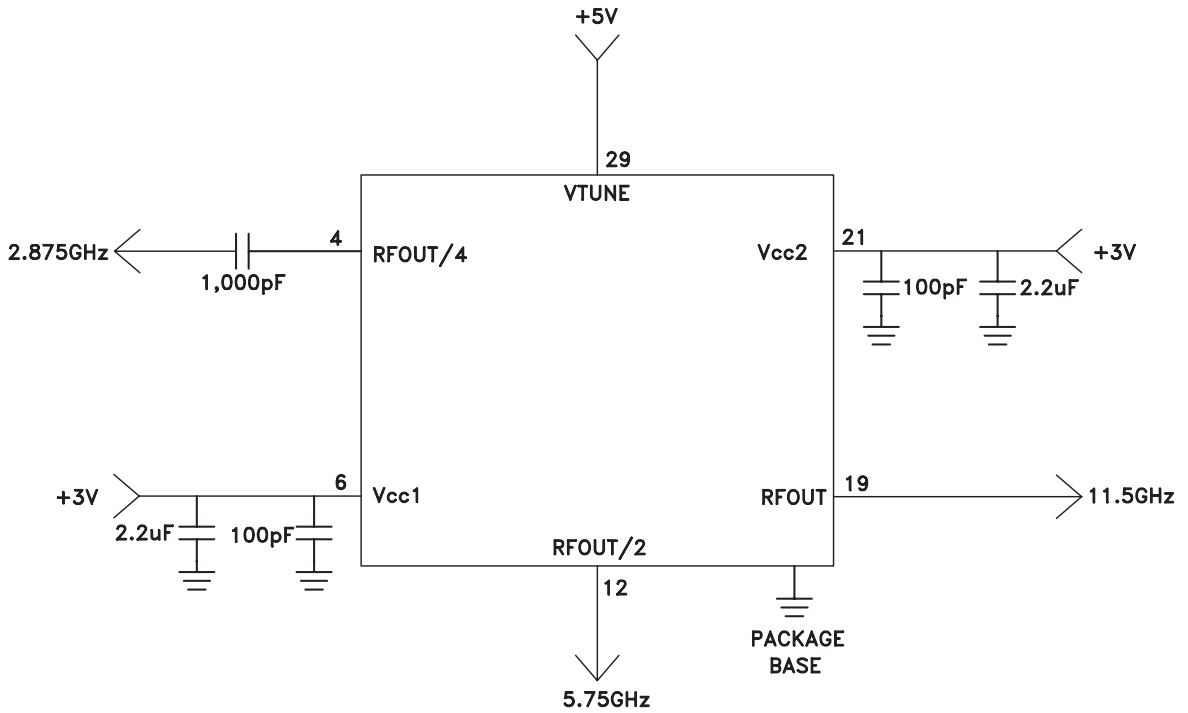 +5V
29
VTUNE
2.875GHz
4
RFOUT/4
1,000pF
Vcc2
21
+3V
100pF
2.2uF
+3V
6
Vcc1
2.2uF
100pF
RFOUT
19
11.5GHz
RFOUT/2
12
PACKAGE
BASE
5.75GHz